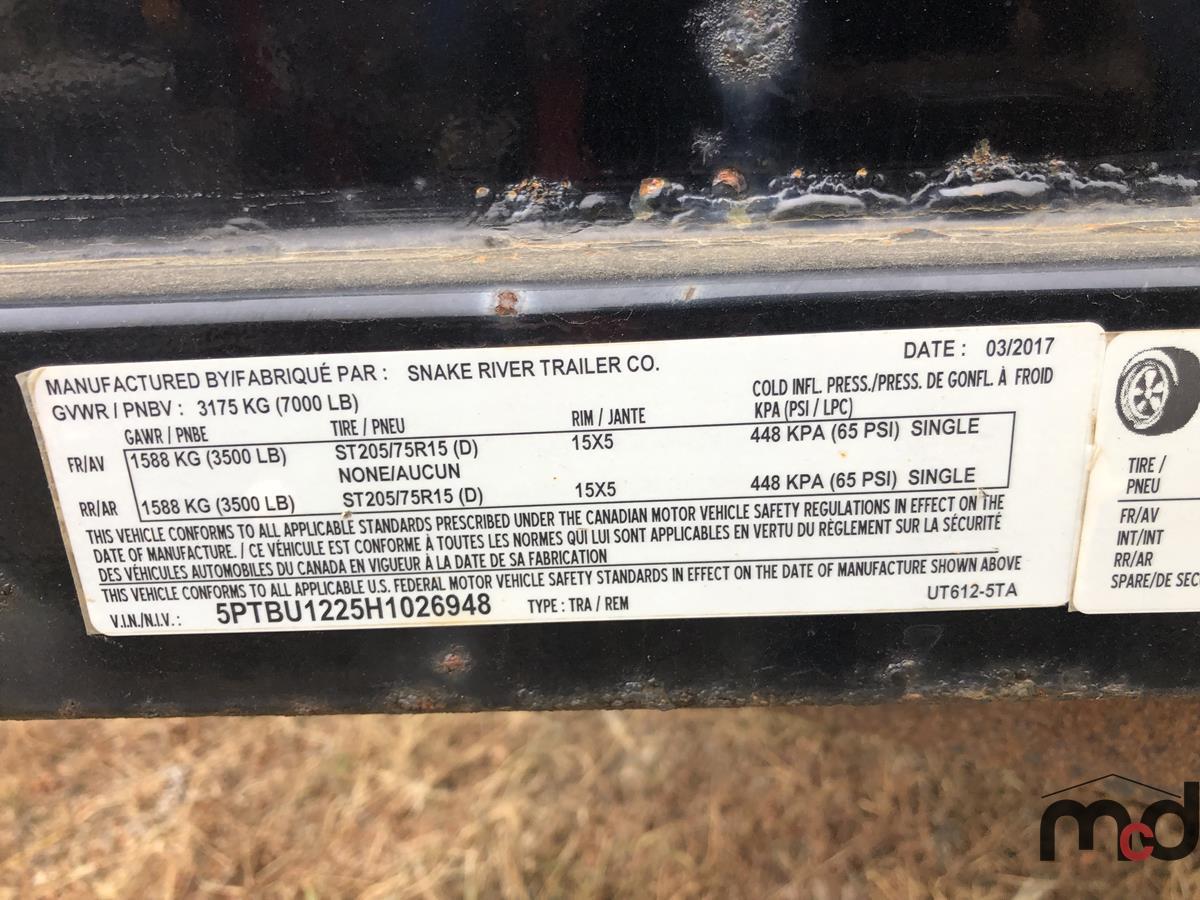 MANUFACTURED BY/FABRIQUÉ PAR : SNAKE RIVER TRAILER CO. DATE : 03/2017
GVWR / PNBV : 3175 KG (7000 LB) COLD INFL. PRESS./PRESS. DE GONFL. À FROID
GAWR / PNBE TIRE / PNEU RIM / JANTE KPA (PSI / LPC)
FR/AV 1588 KG (3500 LB) ST205/75R15 (D) 15X5 448 KPA (65 PSI) SINGLE
NONE/AUCUN
RR/AR 1588 KG (3500 LB) ST205/75R15 (D) 15X5 448 KPA (65 PSI) SINGLE
THIS VEHICLE CONFORMS TO ALL APPLICABLE STANDARDS PRESCRIBED UNDER THE CANADIAN MOTOR VEHICLE SAFETY REGULATIONS IN EFFECT ON THE
DATE OF MANUFACTURE. / CE VÉHICULE EST CONFORME À TOUTES LES NORMES QUI LUI SONT APPLICABLES EN VERTU DU RÈGLEMENT SUR LA SÉCURITÉ
DES VÉHICULES AUTOMOBILES DU CANADA EN VIGUEUR À LA DATE DE SA FABRICATION
THIS VEHICLE CONFORMS TO ALL APPLICABLE U.S. FEDERAL MOTOR VEHICLE SAFETY STANDARDS IN EFFECT ON THE DATE OF MANUFACTURE SHOWN ABOVE
V.I.N./N.I.V.: 5PTBU1225H1026948 TYPE : TRA / REM UT612-5TA
TIRE /
PNEU
FR/AV
INT/INT
RR/AR
SPARE/DE SEC
mcd